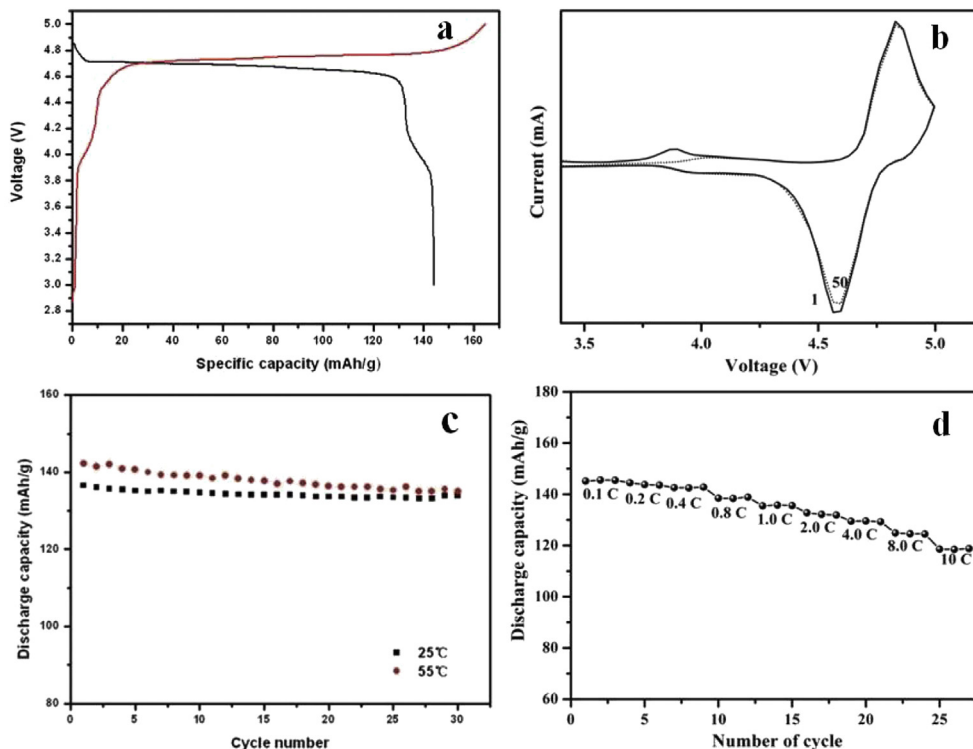 a
5.0
4.8
4.6
4.4
4.2
4.0
3.8
3.6
3.4
3.2
3.0
2.8
Voltage (V)
0 20 40 60 80 100 120 140 160
Specific capacity (mAh/g)
b
Current (mA)
50
1
3.5 4.0 4.5 5.0
Voltage (V)
c
160
140
120
100
80
Discharge capacity (mAh/g)
25℃
55℃
0 5 10 15 20 25 30
Cycle number
d
180
160
140
120
100
80
60
Discharge capacity (mAh/g)
0.1 C 0.2 C 0.4 C 0.8 C 1.0 C 2.0 C 4.0 C 8.0 C 10 C
0 5 10 15 20 25
Number of cycle